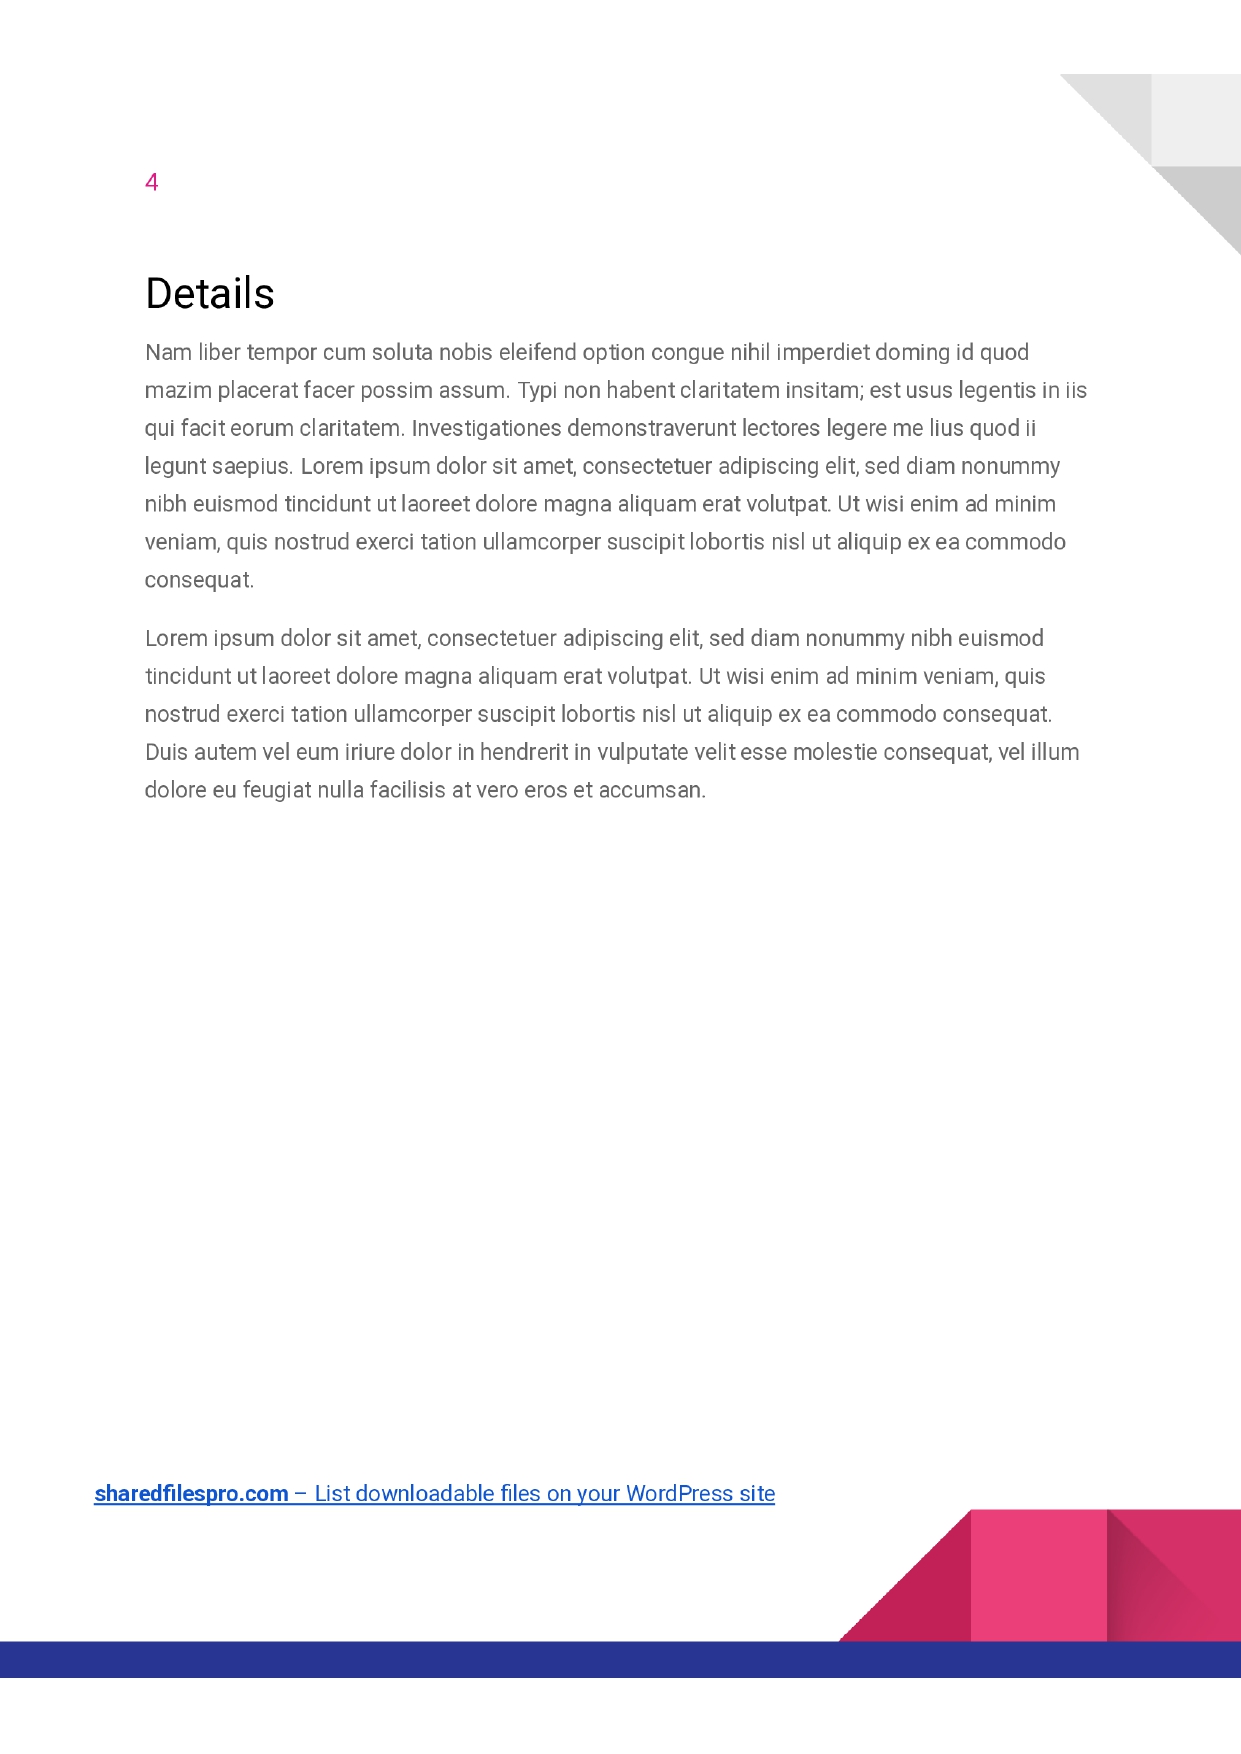 4
Details
Nam liber tempor cum soluta nobis eleifend option congue nihil imperdiet doming id quod
mazim placerat facer possim assum. Typi non habent claritatem insitam; est usus legentis in iis
qui facit eorum claritatem. Investigationes demonstraverunt lectores legere me lius quod ii
legunt saepius. Lorem ipsum dolor sit amet, consectetuer adipiscing elit, sed diam nonummy
nibh euismod tincidunt ut laoreet dolore magna aliquam erat volutpat. Ut wisi enim ad minim
veniam, quis nostrud exerci tation ullamcorper suscipit lobortis nisl ut aliquip ex ea commodo
consequat.
Lorem ipsum dolor sit amet, consectetuer adipiscing elit, sed diam nonummy nibh euismod
tincidunt ut laoreet dolore magna aliquam erat volutpat. Ut wisi enim ad minim veniam, quis
nostrud exerci tation ullamcorper suscipit lobortis nisl ut aliquip ex ea commodo consequat.
Duis autem vel eum iriure dolor in hendrerit in vulputate velit esse molestie consequat, vel illum
dolore eu feugiat nulla facilisis at vero eros et accumsan.
sharedfilespro.com – List downloadable files on your WordPress site